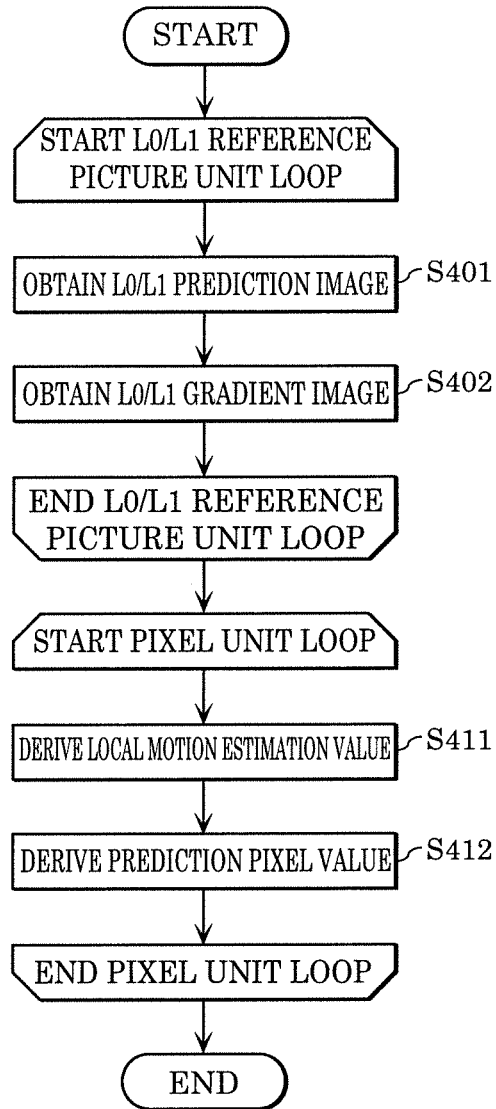 START
START L0/L1 REFERENCE
PICTURE UNIT LOOP
OBTAIN L0/L1 PREDICTION IMAGE
S401
OBTAIN L0/L1 GRADIENT IMAGE
S402
END L0/L1 REFERENCE
PICTURE UNIT LOOP
START PIXEL UNIT LOOP
DERIVE LOCAL MOTION ESTIMATION VALUE
S411
DERIVE PREDICTION PIXEL VALUE
S412
END PIXEL UNIT LOOP
END